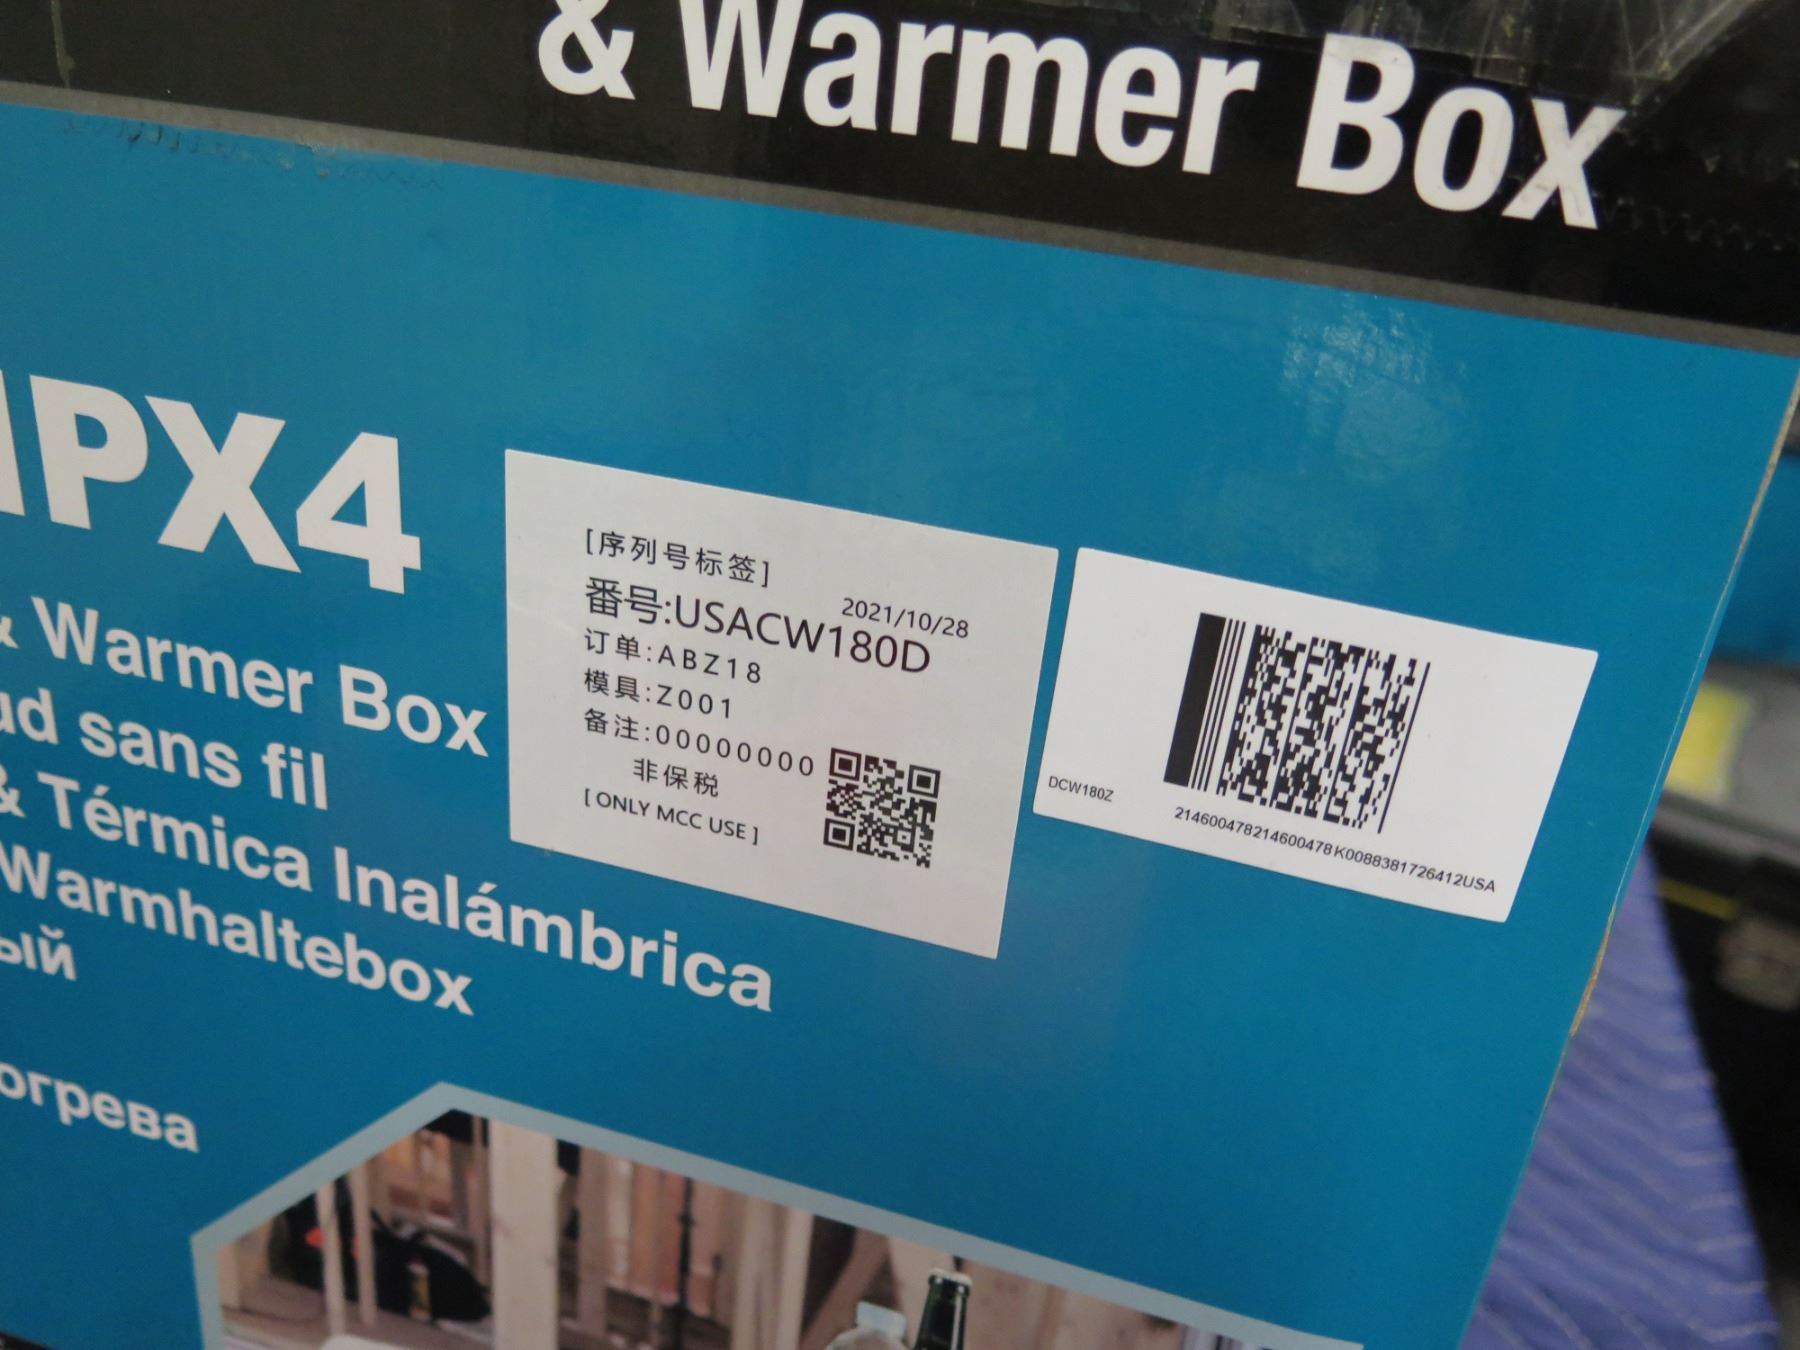 & Warmer Box
IPX4
& Warmer Box
ud sans fil
& Térmica Inalámbrica
Warmhaltebox
ый
огрева
[序列号标签]
2021/10/28
番号:USACW180D
订单:ABZ18
模具:Z001
备注:00000000
非保税
[ ONLY MCC USE ]
DCW180Z
214600478214600478K0088381726412USA